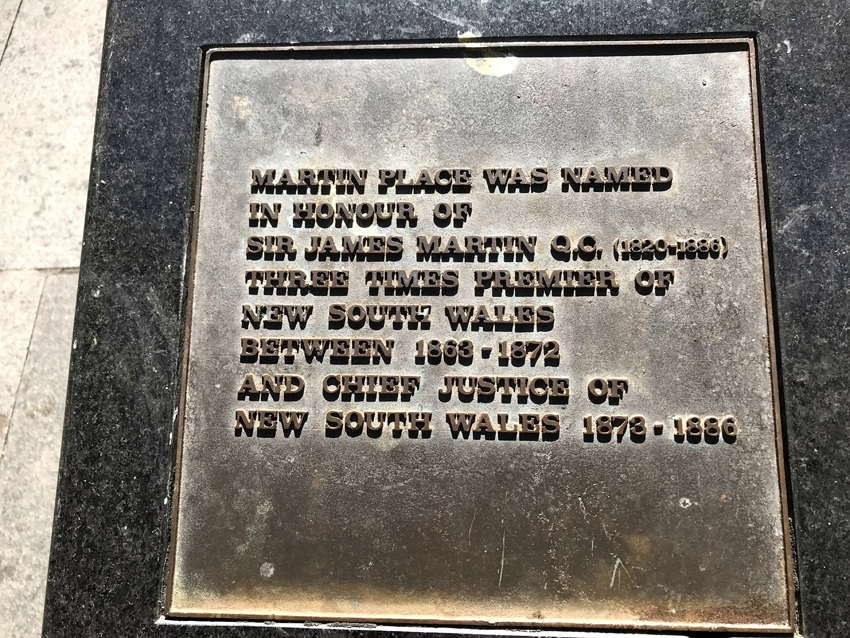 MARTIN PLACE WAS NAMED
IN HONOUR OF
SIR JAMES MARTIN Q.C. (1820-1886)
THREE TIMES PREMIER OF
NEW SOUTH WALES
BETWEEN 1863 - 1872
AND CHIEF JUSTICE OF
NEW SOUTH WALES 1873 - 1886